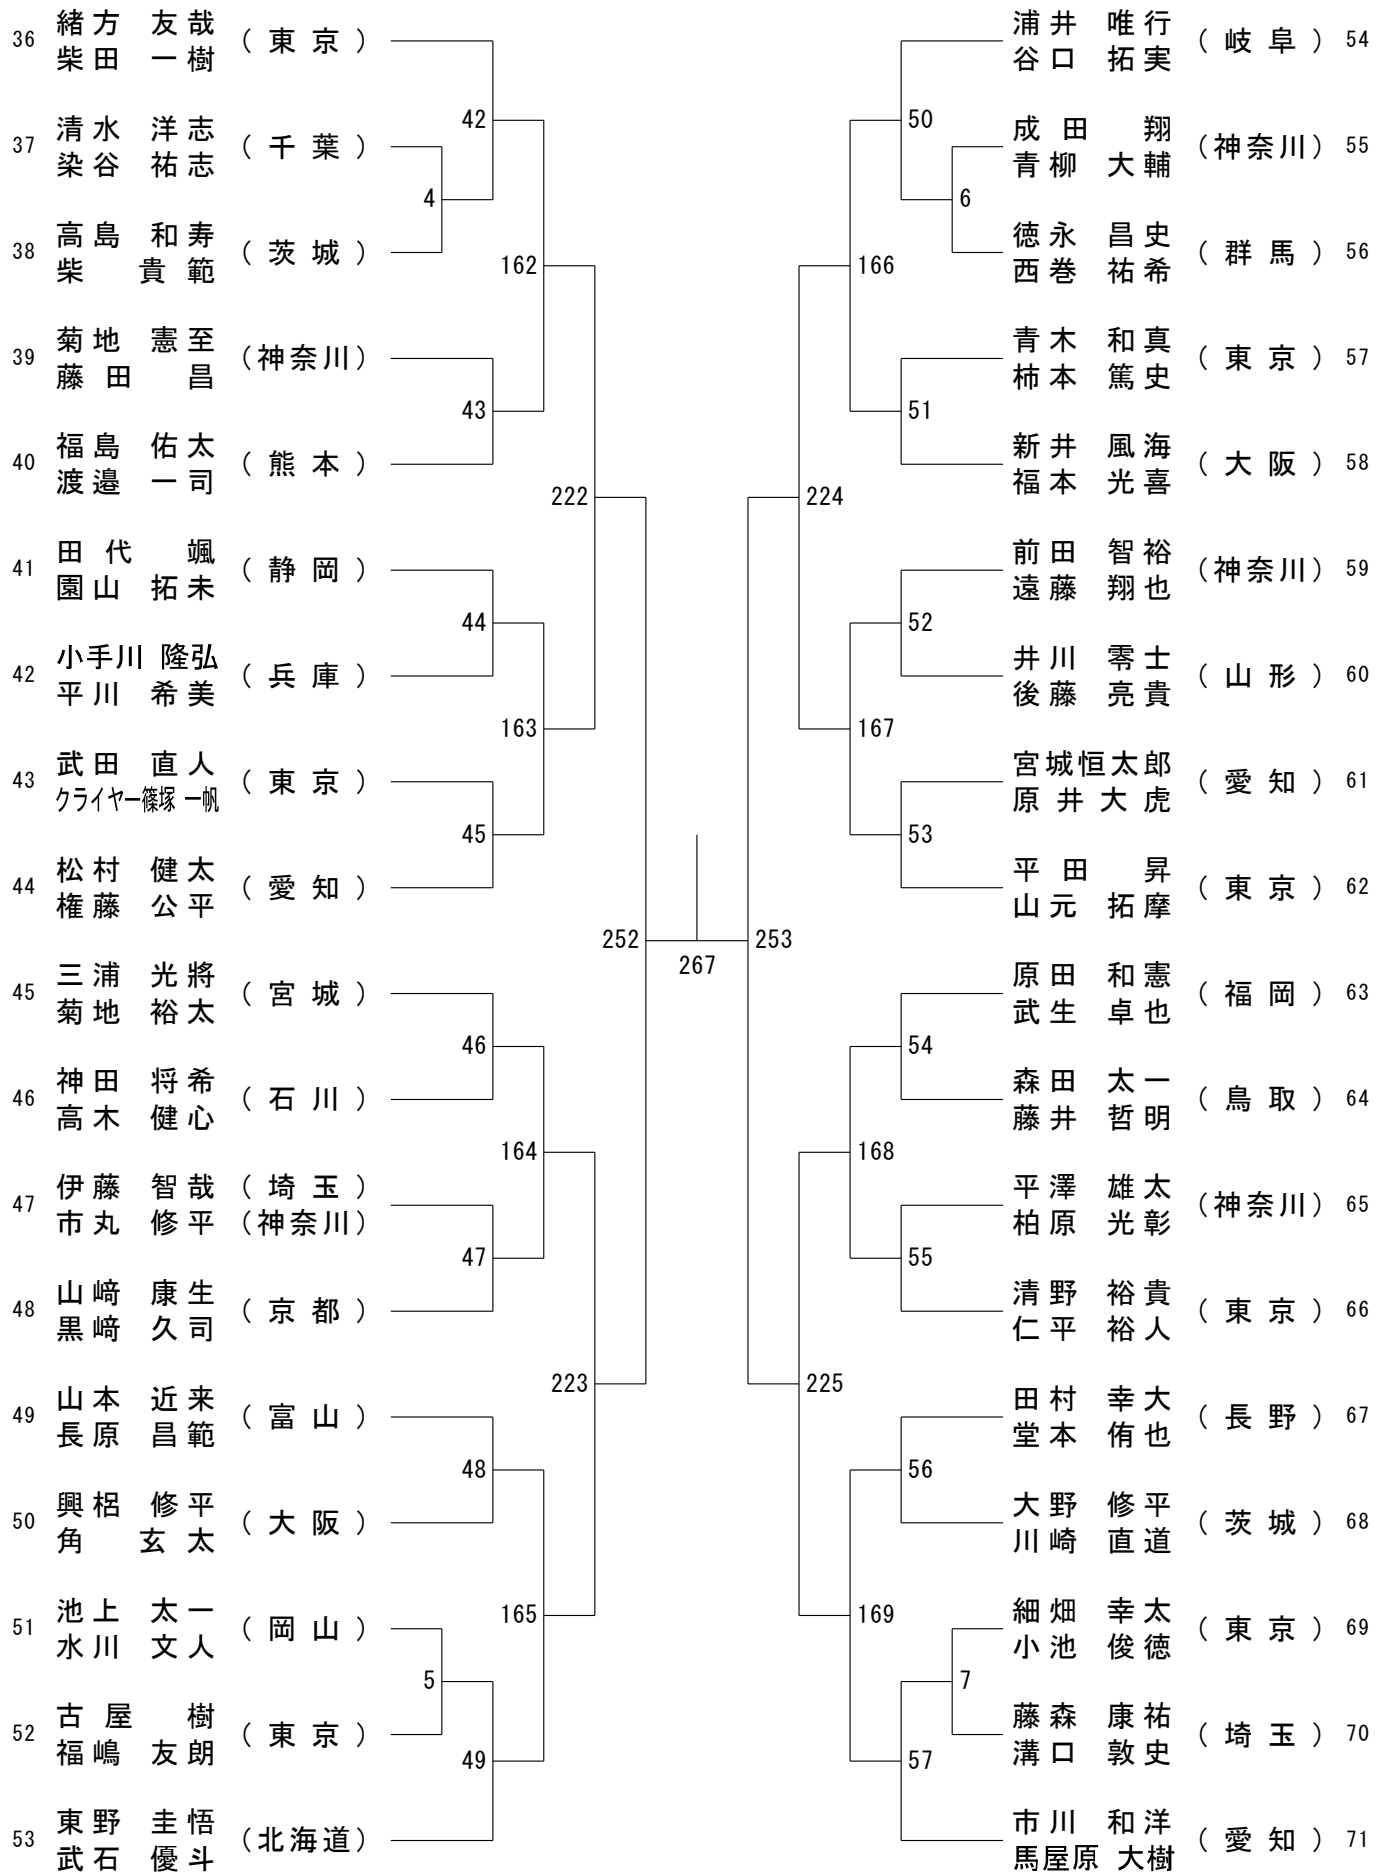 36 緒方 友哉 (東京)
柴田 一樹
42
37 清水 洋志 (千葉)
染谷 祐志
4
38 高島 和寿 (茨城)
柴 貴範
162
39 菊地 憲至 (神奈川)
藤田 昌
43
40 福島 佑太 (熊本)
渡邉 一司
222
41 田代 颯 (静岡)
園山 拓未
44
42 小手川 隆弘 (兵庫)
平川 希美
163
43 武田 直人 (東京)
クライヤー篠塚 一帆
45
44 松村 健太 (愛知)
権藤 公平
252
45 三浦 光將 (宮城)
菊地 裕太
46
46 神田 将希 (石川)
高木 健心
164
47 伊藤 智哉 (埼玉)
市丸 修平 (神奈川)
47
48 山﨑 康生 (京都)
黒﨑 久司
223
49 山本 近来 (富山)
長原 昌範
48
50 興梠 修平 (大阪)
角 玄太
165
51 池上 太一 (岡山)
水川 文人
5
52 古屋 樹 (東京)
福嶋 友朗
49
53 東野 圭悟 (北海道)
武石 優斗
267
浦井 唯行 (岐阜) 54
谷口 拓実
50
成田 翔 (神奈川) 55
青柳 大輔
6
徳永 昌史 (群馬) 56
西巻 祐希
166
青木 和真 (東京) 57
柿本 篤史
51
新井 風海 (大阪) 58
福本 光喜
224
前田 智裕 (神奈川) 59
遠藤 翔也
52
井川 零士 (山形) 60
後藤 亮貴
167
宮城恒太郎 (愛知) 61
原井大虎
53
平田 昇 (東京) 62
山元 拓摩
253
原田 和憲 (福岡) 63
武生 卓也
54
森田 太一 (鳥取) 64
藤井 哲明
168
平澤 雄太 (神奈川) 65
柏原 光彰
55
清野 裕貴 (東京) 66
仁平 裕人
225
田村 幸大 (長野) 67
堂本 侑也
56
大野 修平 (茨城) 68
川崎 直道
169
細畑 幸太 (東京) 69
小池 俊徳
7
藤森 康祐 (埼玉) 70
溝口 敦史
57
市川 和洋 (愛知) 71
馬屋原 大樹